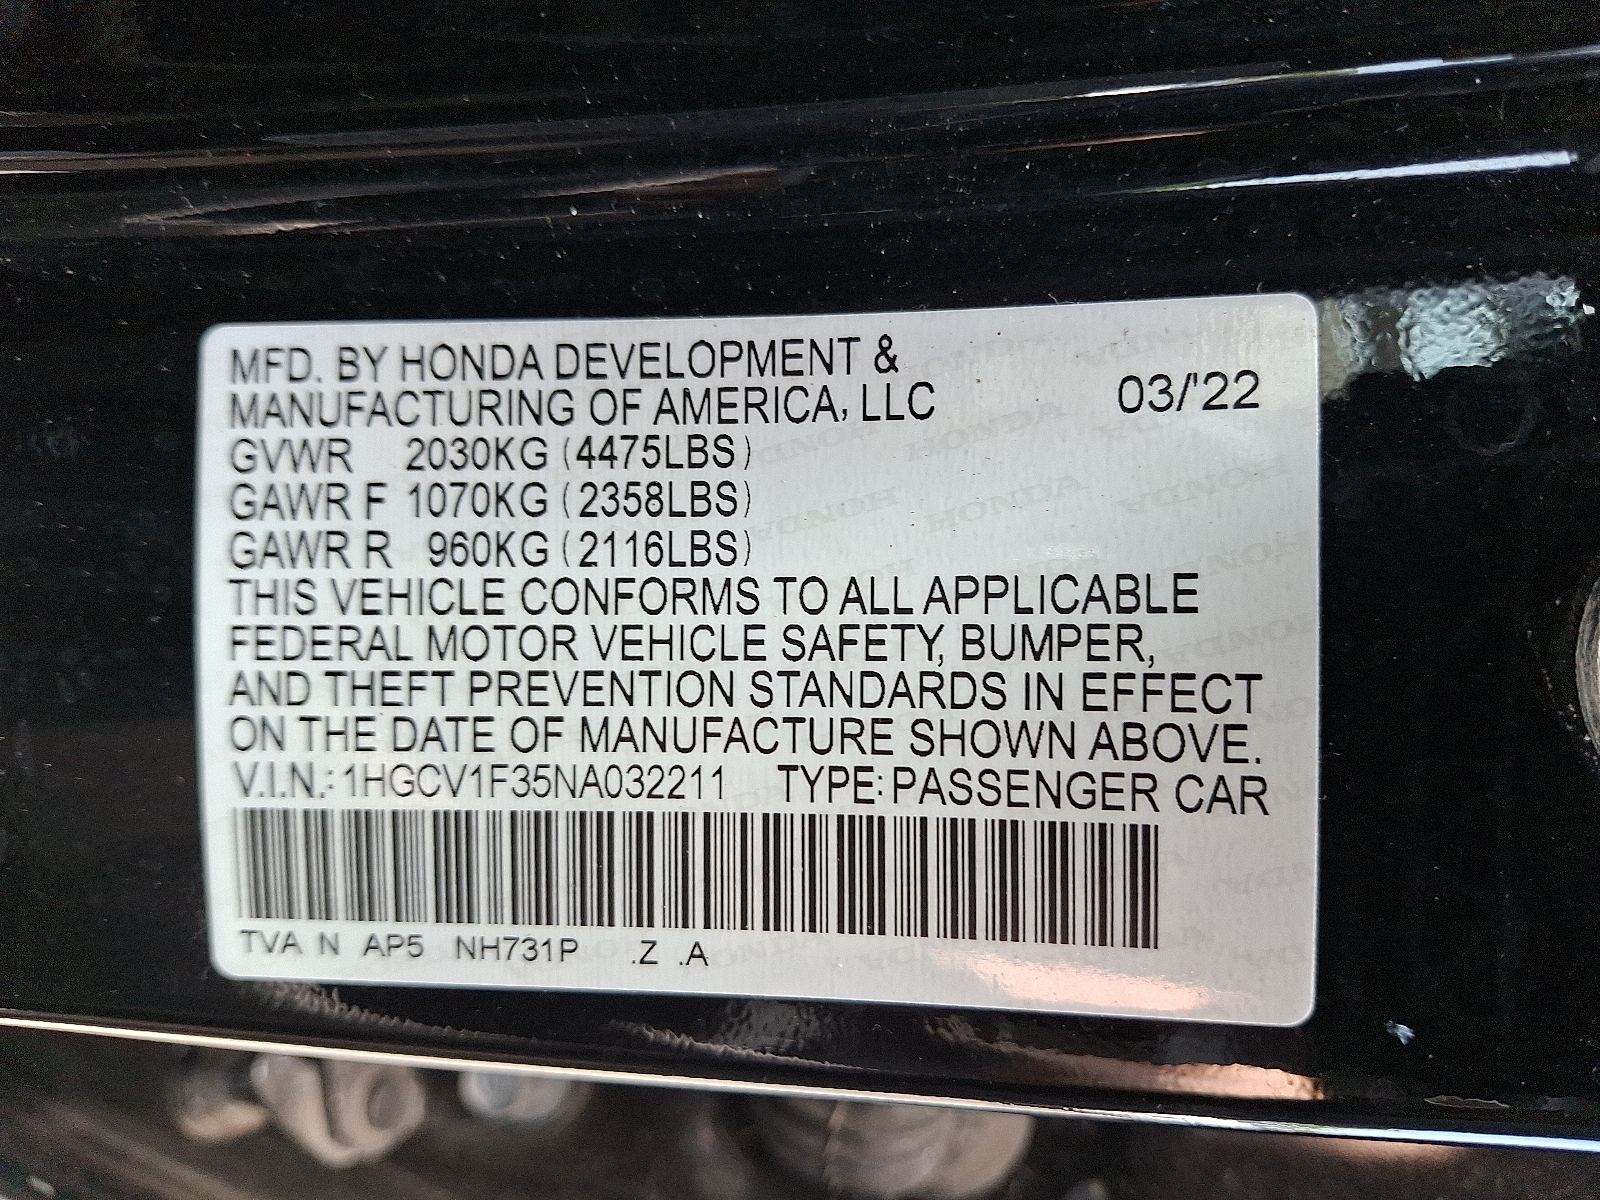 MFD. BY HONDA DEVELOPMENT &
MANUFACTURING OF AMERICA, LLC 03/'22
GVWR 2030KG (4475LBS)
GAWR F 1070KG (2358LBS)
GAWR R 960KG (2116LBS)
THIS VEHICLE CONFORMS TO ALL APPLICABLE
FEDERAL MOTOR VEHICLE SAFETY, BUMPER,
AND THEFT PREVENTION STANDARDS IN EFFECT
ON THE DATE OF MANUFACTURE SHOWN ABOVE.
V.I.N.: 1HGCV1F35NA032211 TYPE: PASSENGER CAR
TVA N AP5 NH731P .Z .A